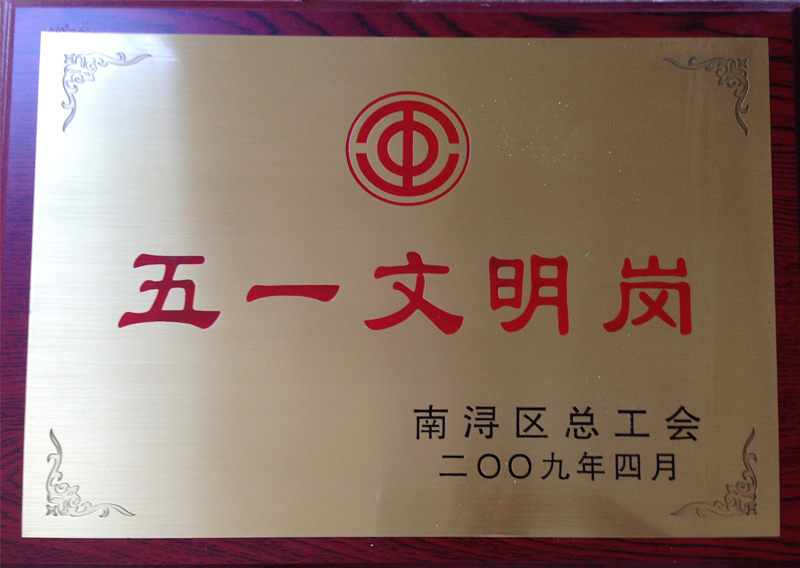 五一文明岗
南浔区总工会
二〇〇九年四月